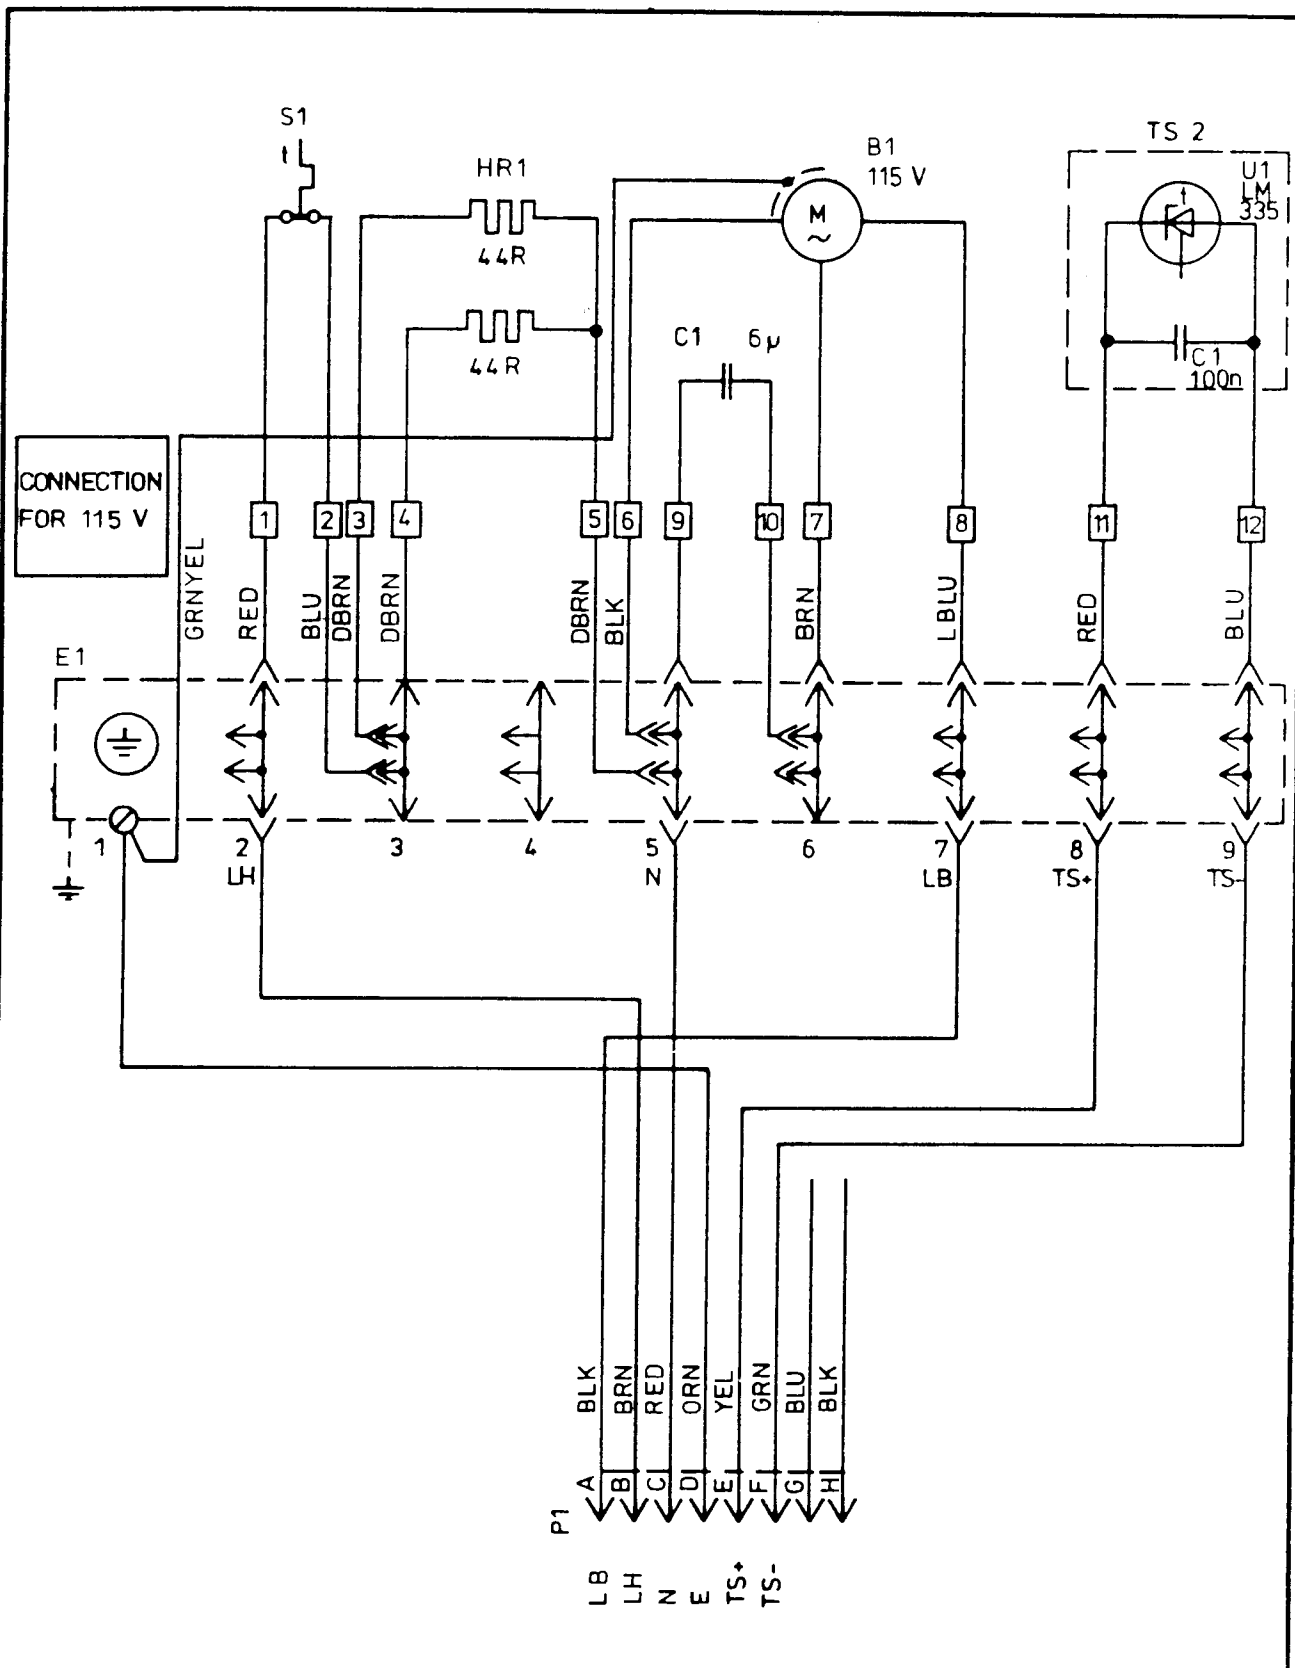 S1
t
HR1
44R
44R
B1
115 V
M
~
TS 2
U1
LM
335
t
C1
100n
C1 6µ
CONNECTION
FOR 115 V
1 2 3 4 5 6 9 10 7 8 11 12
GRNYEL
RED
BLU
DBRN
DBRN
DBRN
BLK
BRN
LBLU
RED
BLU
E1
1 2 3 4 5 6 7 8 9
LH N LB TS+ TS-
BLK
BRN
RED
ORN
YEL
GRN
BLU
BLK
A B C D E F G H
P1
LB
LH
N
E
TS+
TS-